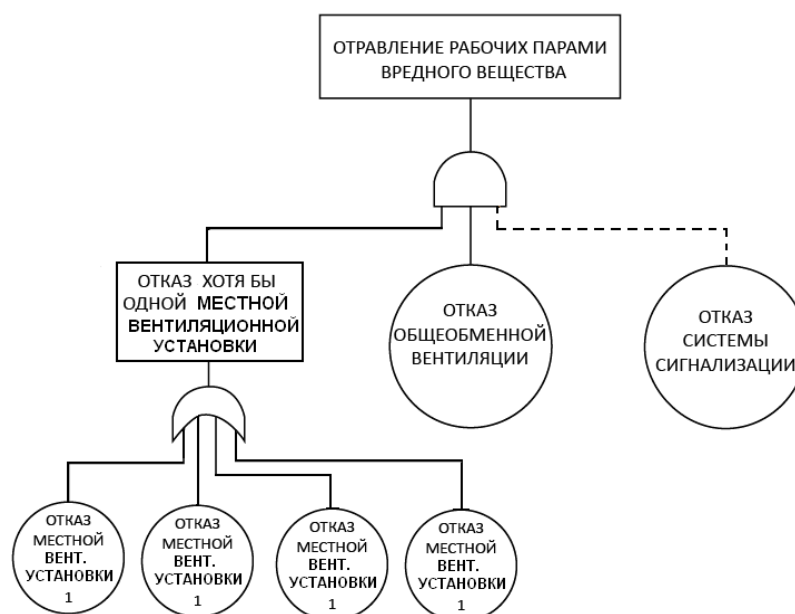 ОТРАВЛЕНИЕ РАБОЧИХ ПАРАМИ
ВРЕДНОГО ВЕЩЕСТВА
ОТКАЗ ХОТЯ БЫ
ОДНОЙ МЕСТНОЙ
ВЕНТИЛЯЦИОННОЙ
УСТАНОВКИ
ОТКАЗ
ОБЩЕОБМЕННОЙ
ВЕНТИЛЯЦИИ
ОТКАЗ
СИСТЕМЫ
СИГНАЛИЗАЦИИ
ОТКАЗ
МЕСТНОЙ
ВЕНТ.
УСТАНОВКИ
1
ОТКАЗ
МЕСТНОЙ
ВЕНТ.
УСТАНОВКИ
1
ОТКАЗ
МЕСТНОЙ
ВЕНТ.
УСТАНОВКИ
1
ОТКАЗ
МЕСТНОЙ
ВЕНТ.
УСТАНОВКИ
1